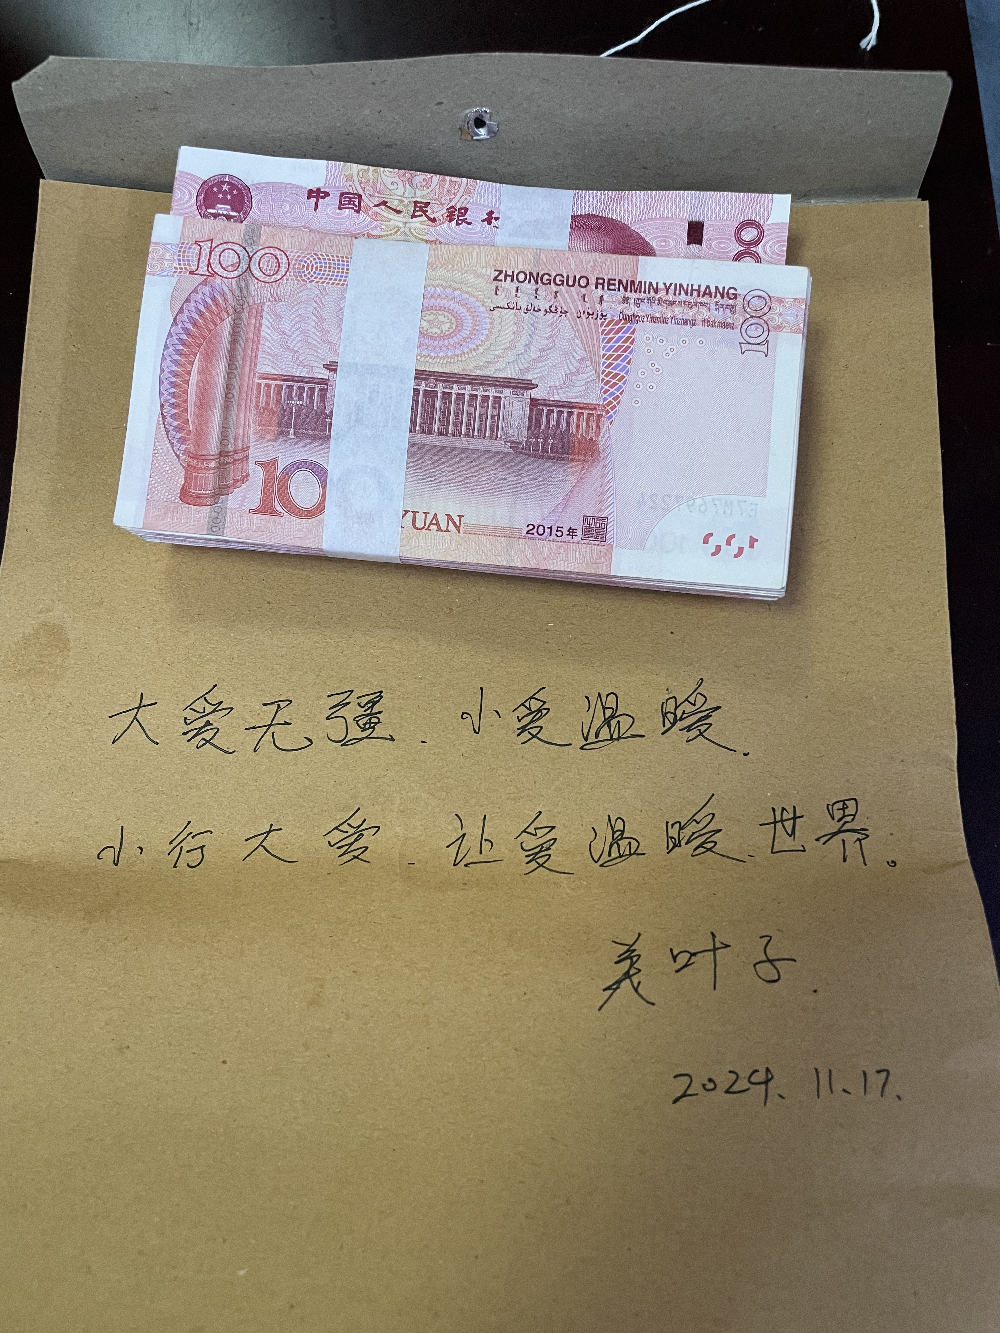 中国人民银行
100
100
ZHONGGUO RENMIN YINHANG
100
YUAN
2015年
大爱无疆.小爱温暖.
小行大爱.让爱温暖世界。
美叶子.
2024.11.17.